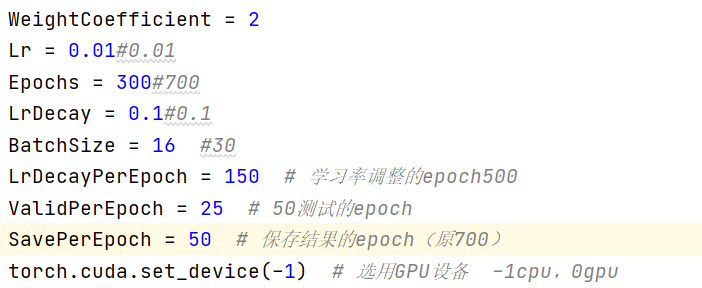 WeightCoefficient = 2
Lr = 0.01#0.01
Epochs = 300#700
LrDecay = 0.1#0.1
BatchSize = 16  #30
LrDecayPerEpoch = 150  # 学习率调整的epoch500
ValidPerEpoch = 25  # 50测试的epoch
SavePerEpoch = 50  # 保存结果的epoch（原700）
torch.cuda.set_device(-1)  # 选用GPU设备  -1cpu，0gpu